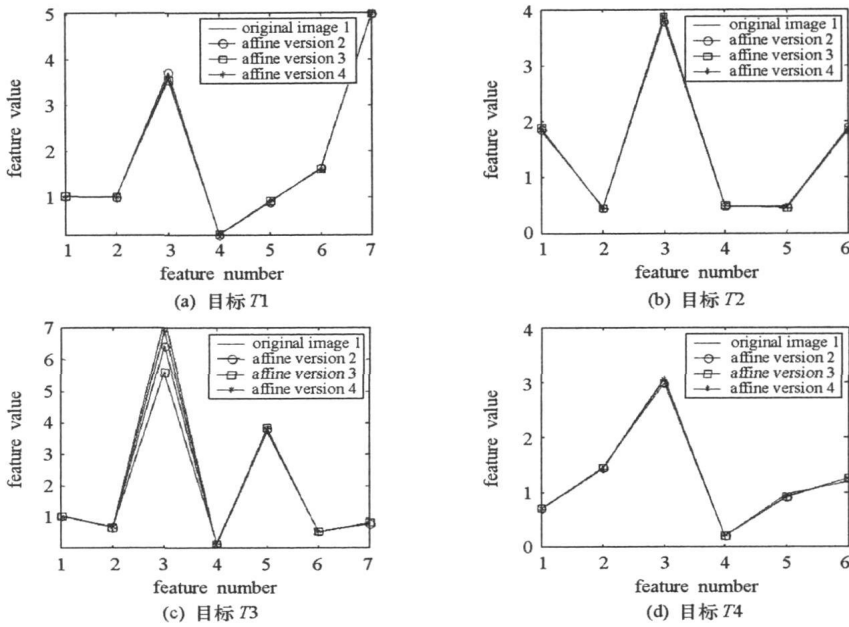 5
4
3
2
1
feature value
original image 1
affine version 2
affine version 3
affine version 4
1 2 3 4 5 6 7
feature number
(a) 目标 T1
4
3
2
1
0
feature value
original image 1
affine version 2
affine version 3
affine version 4
1 2 3 4 5 6
feature number
(b) 目标 T2
7
6
5
4
3
2
1
feature value
original image 1
affine version 2
affine version 3
affine version 4
1 2 3 4 5 6 7
feature number
(c) 目标 T3
4
3
2
1
0
feature value
original image 1
affine version 2
affine version 3
affine version 4
1 2 3 4 5 6
feature number
(d) 目标 T4